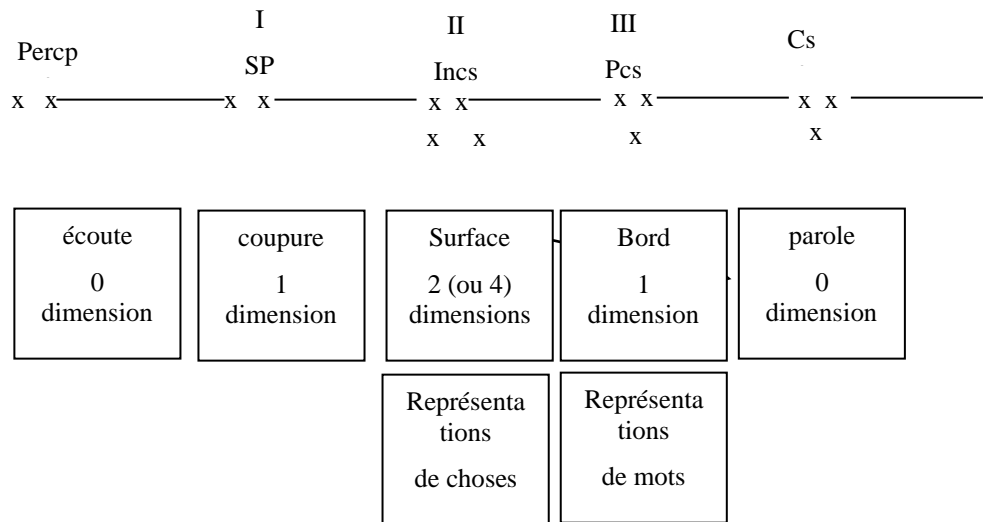 I II III
Percp SP Incs Pcs Cs
x x x x x x x x x x
x x x x
écoute
0
dimension
coupure
1
dimension
Surface
2 (ou 4)
dimensions
Bord
1
dimension
parole
0
dimension
Représenta
tions
de choses
Représenta
tions
de mots